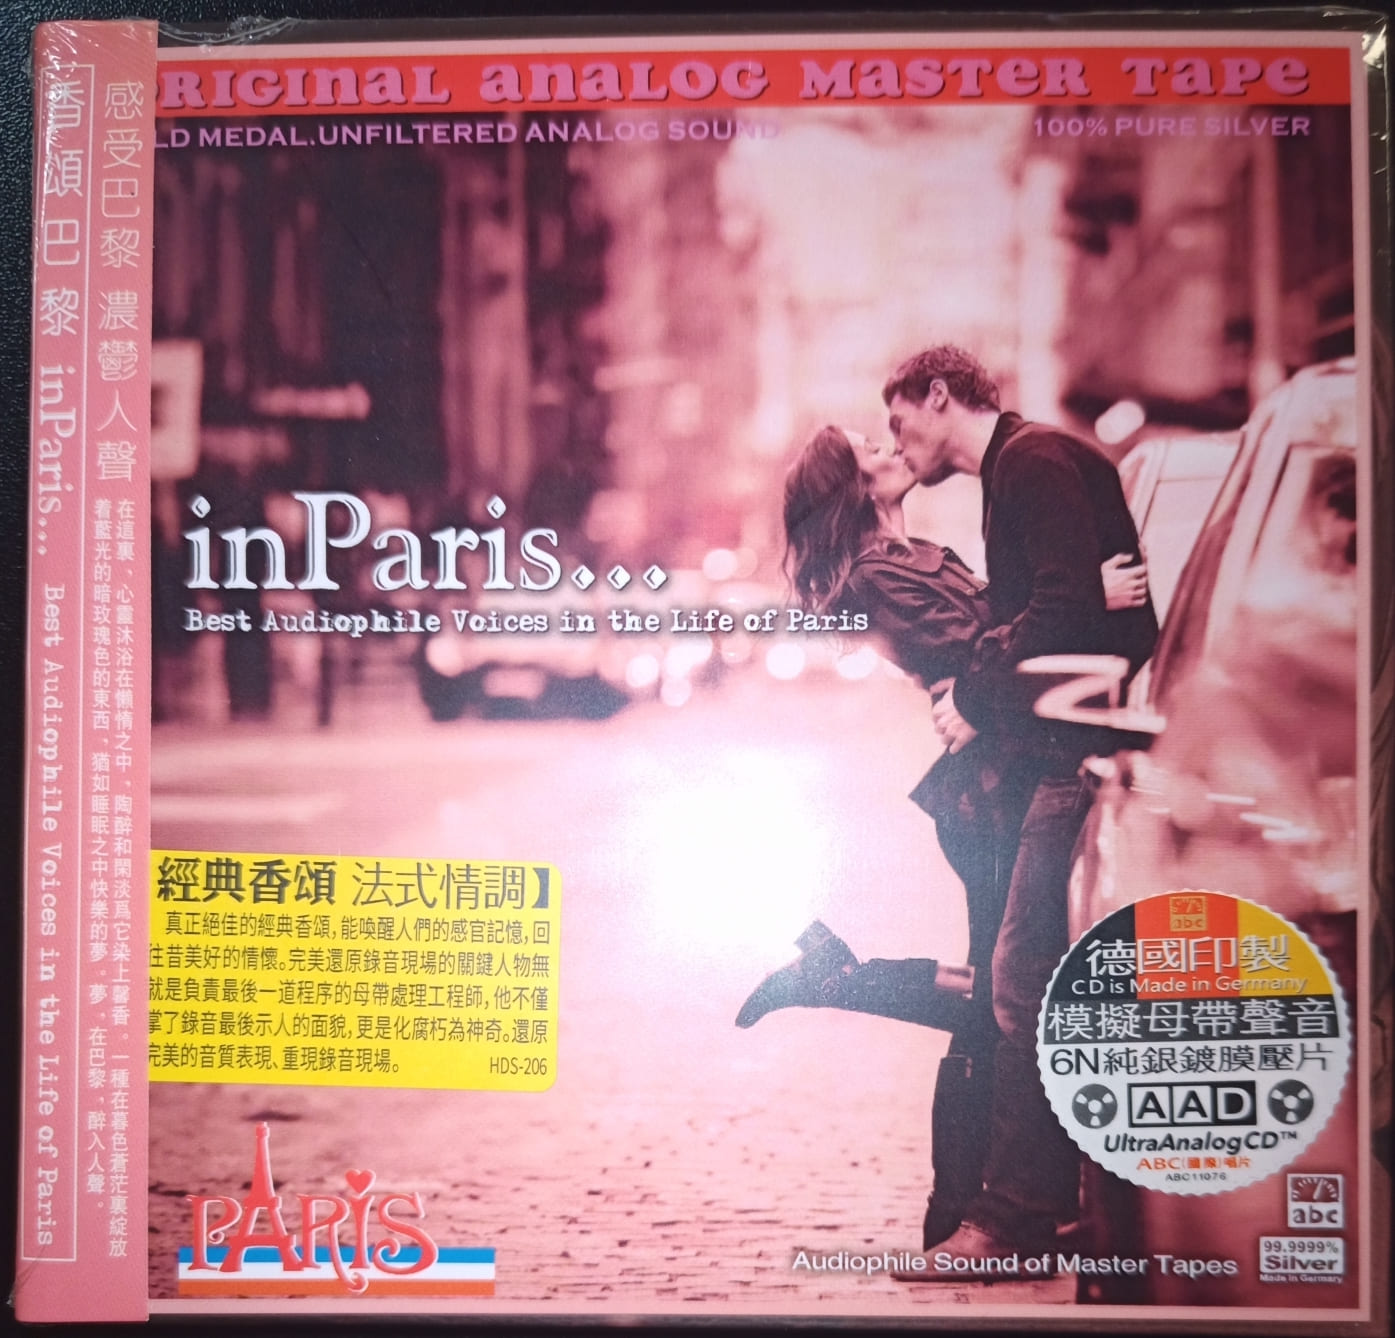 香頌巴黎 inParis... Best Audiophile Voices in the Life of Paris
感受巴黎 濃鬱人聲
在這裏，心靈沐浴在懶惰之中，陶醉和閑淡爲它染上馨香。一種在暮色蒼茫裏綻放
着藍光的暗玫瑰色的東西，猶如睡眠之中快樂的夢。夢，在巴黎，醉入人聲。
RIGINAL ANALOG MASTER TAPE
LD MEDAL.UNFILTERED ANALOG SOUND
100% PURE SILVER
inParis...
Best Audiophile Voices in the Life of Paris
經典香頌 法式情調】
真正絕佳的經典香頌,能喚醒人們的感官記憶,回
往昔美好的情懷。完美還原錄音現場的關鍵人物無
就是負責最後一道程序的母帶處理工程師,他不僅
掌了錄音最後示人的面貌,更是化腐朽為神奇。還原
完美的音質表現、重現錄音現場。
HDS-206
PARIS
abc
德國印製
CD is Made in Germany
模擬母帶聲音
6N純銀鍍膜壓片
AAD
UltraAnalogCD™
ABC(國際)唱片
ABC11076
abc
Audiophile Sound of Master Tapes
99.9999%
Silver
Made in Germany